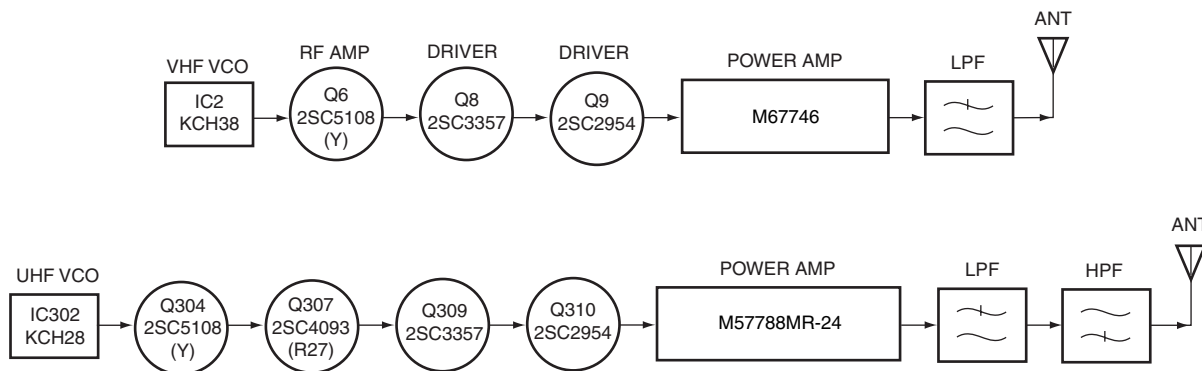 ANT
RF AMP
DRIVER
DRIVER
POWER AMP
LPF
VHF VCO
IC2
KCH38
Q6
2SC5108
(Y)
Q8
2SC3357
Q9
2SC2954
M67746
ANT
POWER AMP
LPF
HPF
UHF VCO
IC302
KCH28
Q304
2SC5108
(Y)
Q307
2SC4093
(R27)
Q309
2SC3357
Q310
2SC2954
M57788MR-24